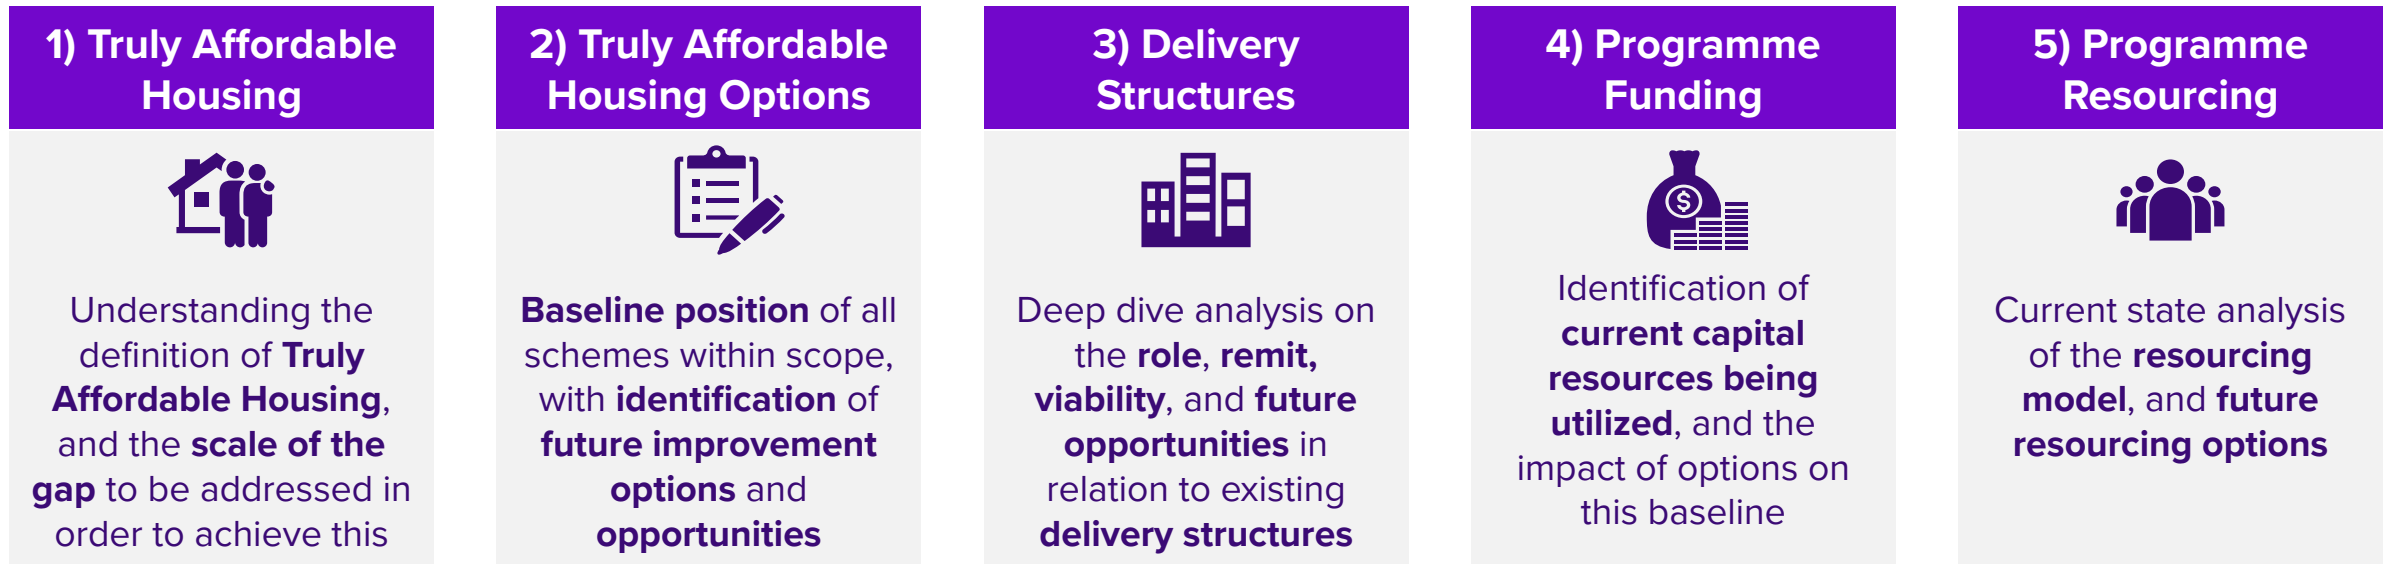 1) Truly Affordable
Housing
Understanding the
definition of Truly
Affordable Housing,
and the scale of the
gap to be addressed in
order to achieve this
2) Truly Affordable
Housing Options
Baseline position of all
schemes within scope,
with identification of
future improvement
options and
opportunities
3) Delivery
Structures
Deep dive analysis on
the role, remit,
viability, and future
opportunities in
relation to existing
delivery structures
4) Programme
Funding
$
Identification of
current capital
resources being
utilized, and the
impact of options on
this baseline
5) Programme
Resourcing
Current state analysis
of the resourcing
model, and future
resourcing options